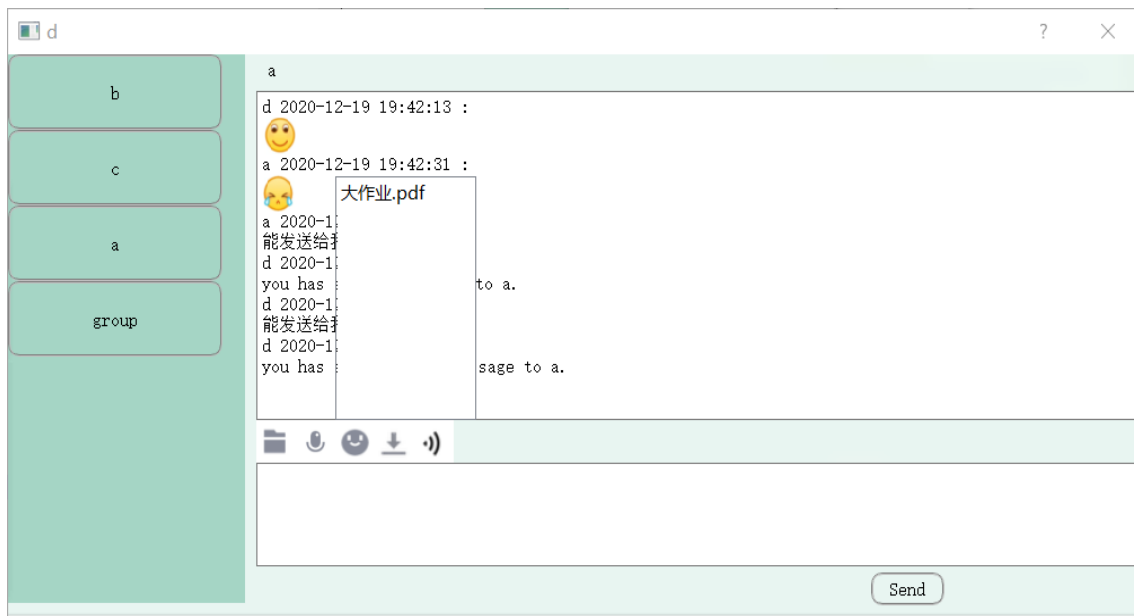 d
?
b
c
a
group
a
d 2020-12-19 19:42:13 :
a 2020-12-19 19:42:31 :
大作业.pdf
a 2020-1
能发送给
d 2020-1
you has
to a.
d 2020-1
能发送给
d 2020-1
you has
sage to a.
Send